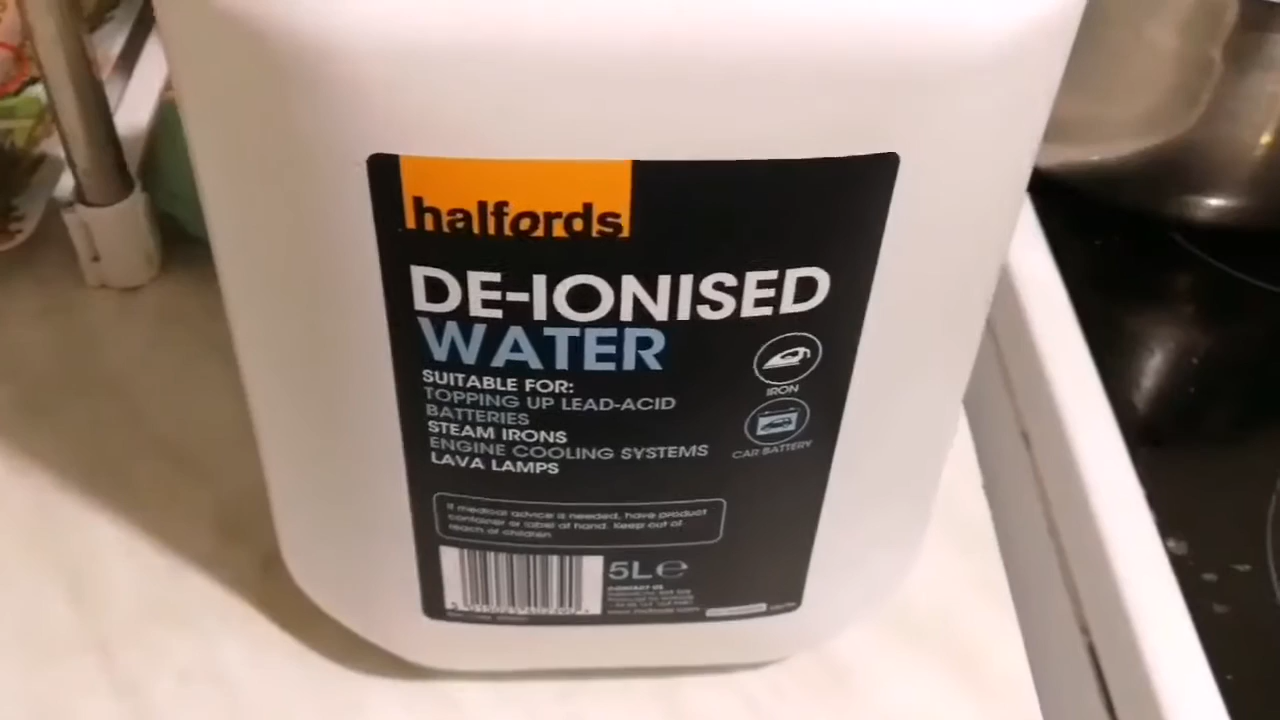 halfords
DE-IONISED
WATER
SUITABLE FOR:
TOPPING UP LEAD-ACID
BATTERIES
STEAM IRONS
ENGINE COOLING SYSTEMS
LAVA LAMPS
IRON
CAR BATTERY
If medical advice is needed, have product
container or label at hand. Keep out of
reach of children
5L℮
CONTACT US